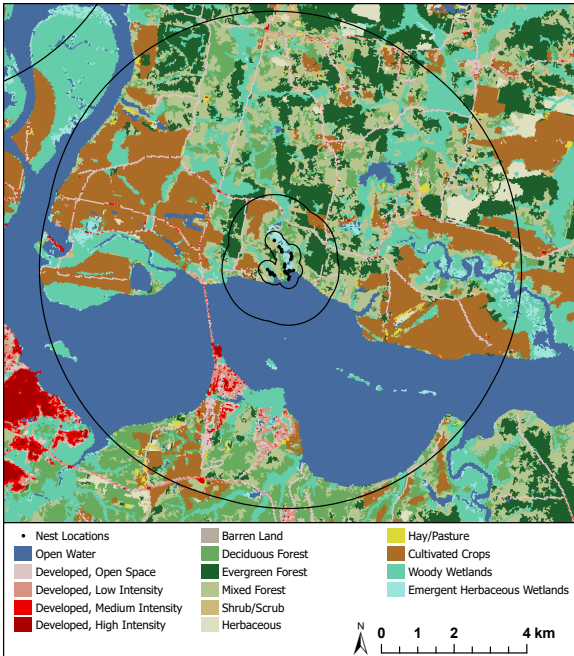 Nest Locations
Open Water
Developed, Open Space
Developed, Low Intensity
Developed, Medium Intensity
Developed, High Intensity
Barren Land
Deciduous Forest
Evergreen Forest
Mixed Forest
Shrub/Scrub
Herbaceous
Hay/Pasture
Cultivated Crops
Woody Wetlands
Emergent Herbaceous Wetlands
N
0 1 2 4 km